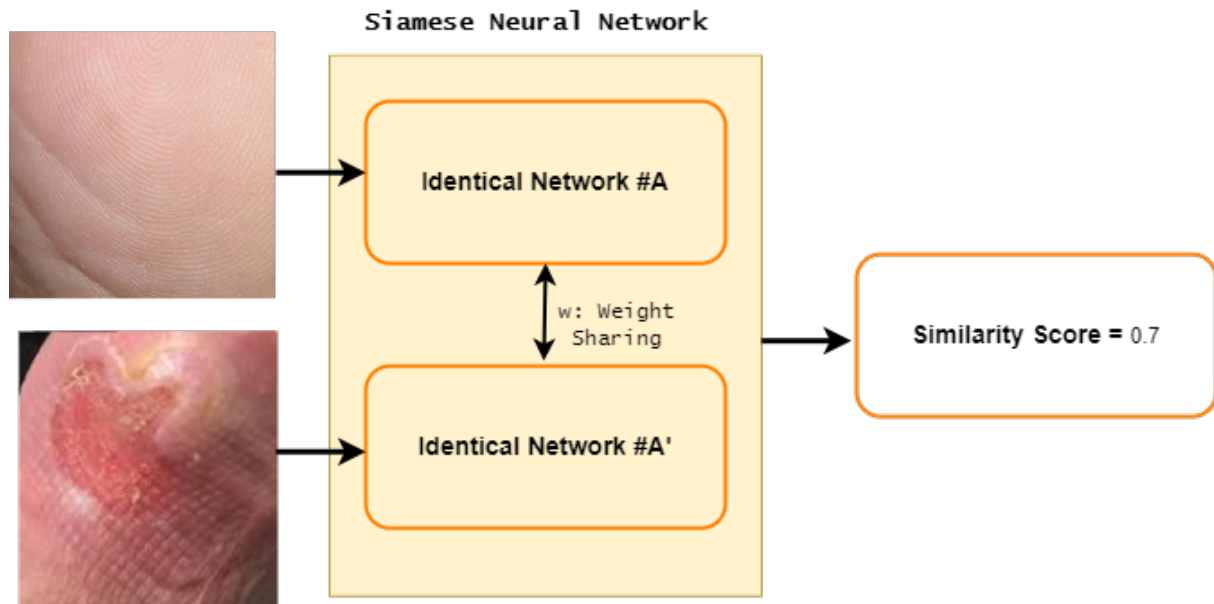 Siamese Neural Network
Identical Network #A
w: Weight
Sharing
Identical Network #A'
Similarity Score = 0.7